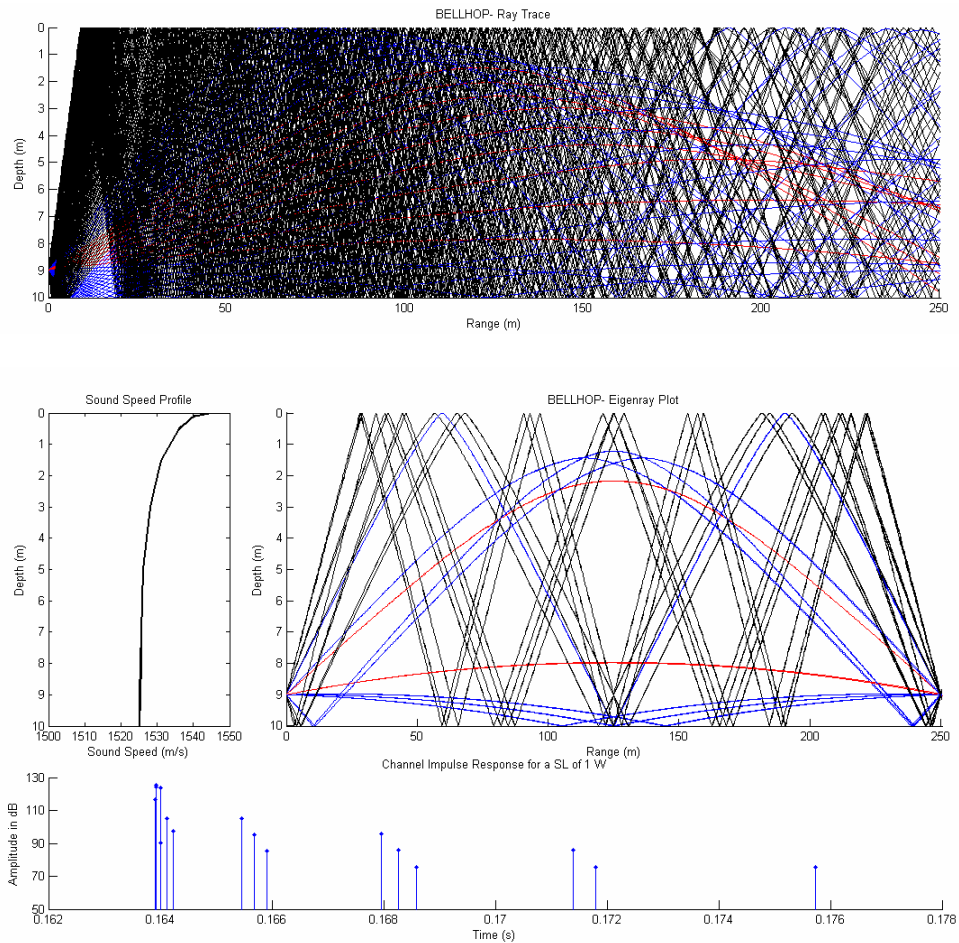 BELLHOP- Ray Trace
Depth (m)
0
1
2
3
4
5
6
7
8
9
10
0 50 100 150 200 250
Range (m)
Sound Speed Profile
Depth (m)
0
1
2
3
4
5
6
7
8
9
10
1500 1510 1520 1530 1540 1550
Sound Speed (m/s)
BELLHOP- Eigenray Plot
Depth (m)
0
1
2
3
4
5
6
7
8
9
10
0 50 100 150 200 250
Range (m)
Channel Impulse Response for a SL of 1 W
Amplitude in dB
130
110
90
70
50
0.162 0.164 0.166 0.168 0.17 0.172 0.174 0.176 0.178
Time (s)